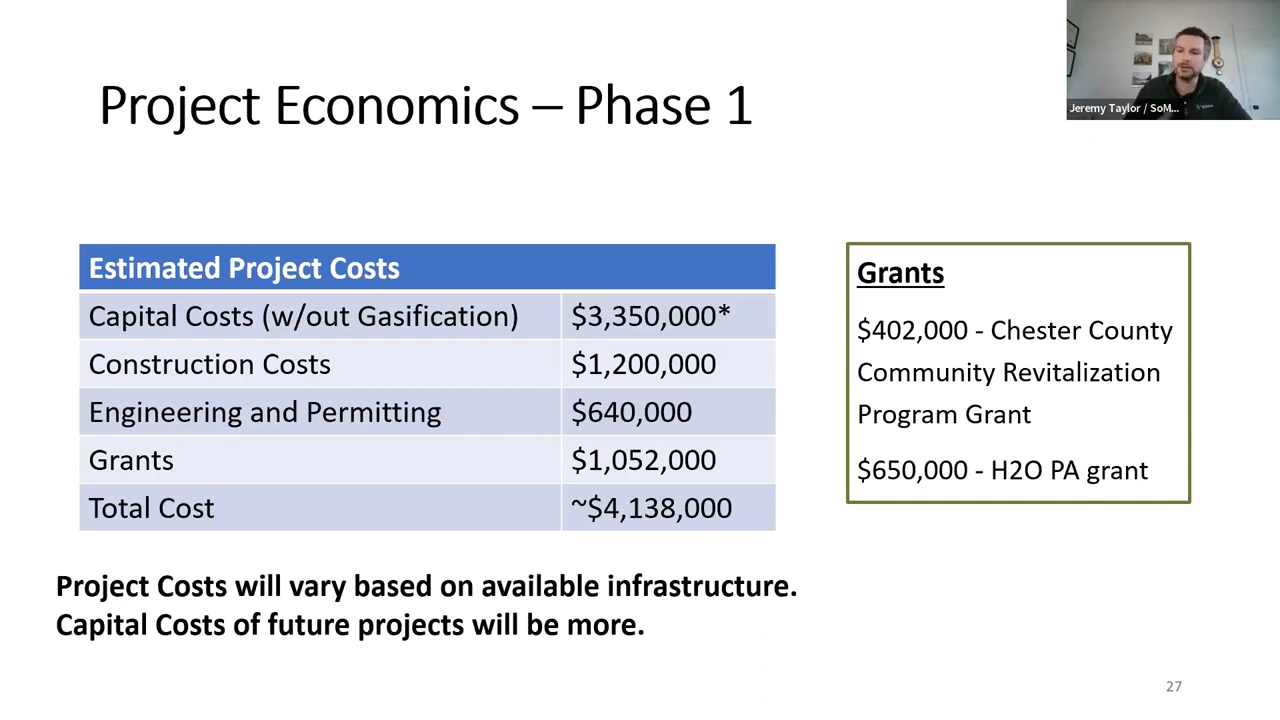 Jeremy Taylor / SoM...
Project Economics – Phase 1
Estimated Project Costs
Capital Costs (w/out Gasification) $3,350,000*
Construction Costs $1,200,000
Engineering and Permitting $640,000
Grants $1,052,000
Total Cost ~$4,138,000
Grants
$402,000 - Chester County
Community Revitalization
Program Grant
$650,000 - H2O PA grant
Project Costs will vary based on available infrastructure.
Capital Costs of future projects will be more.
27